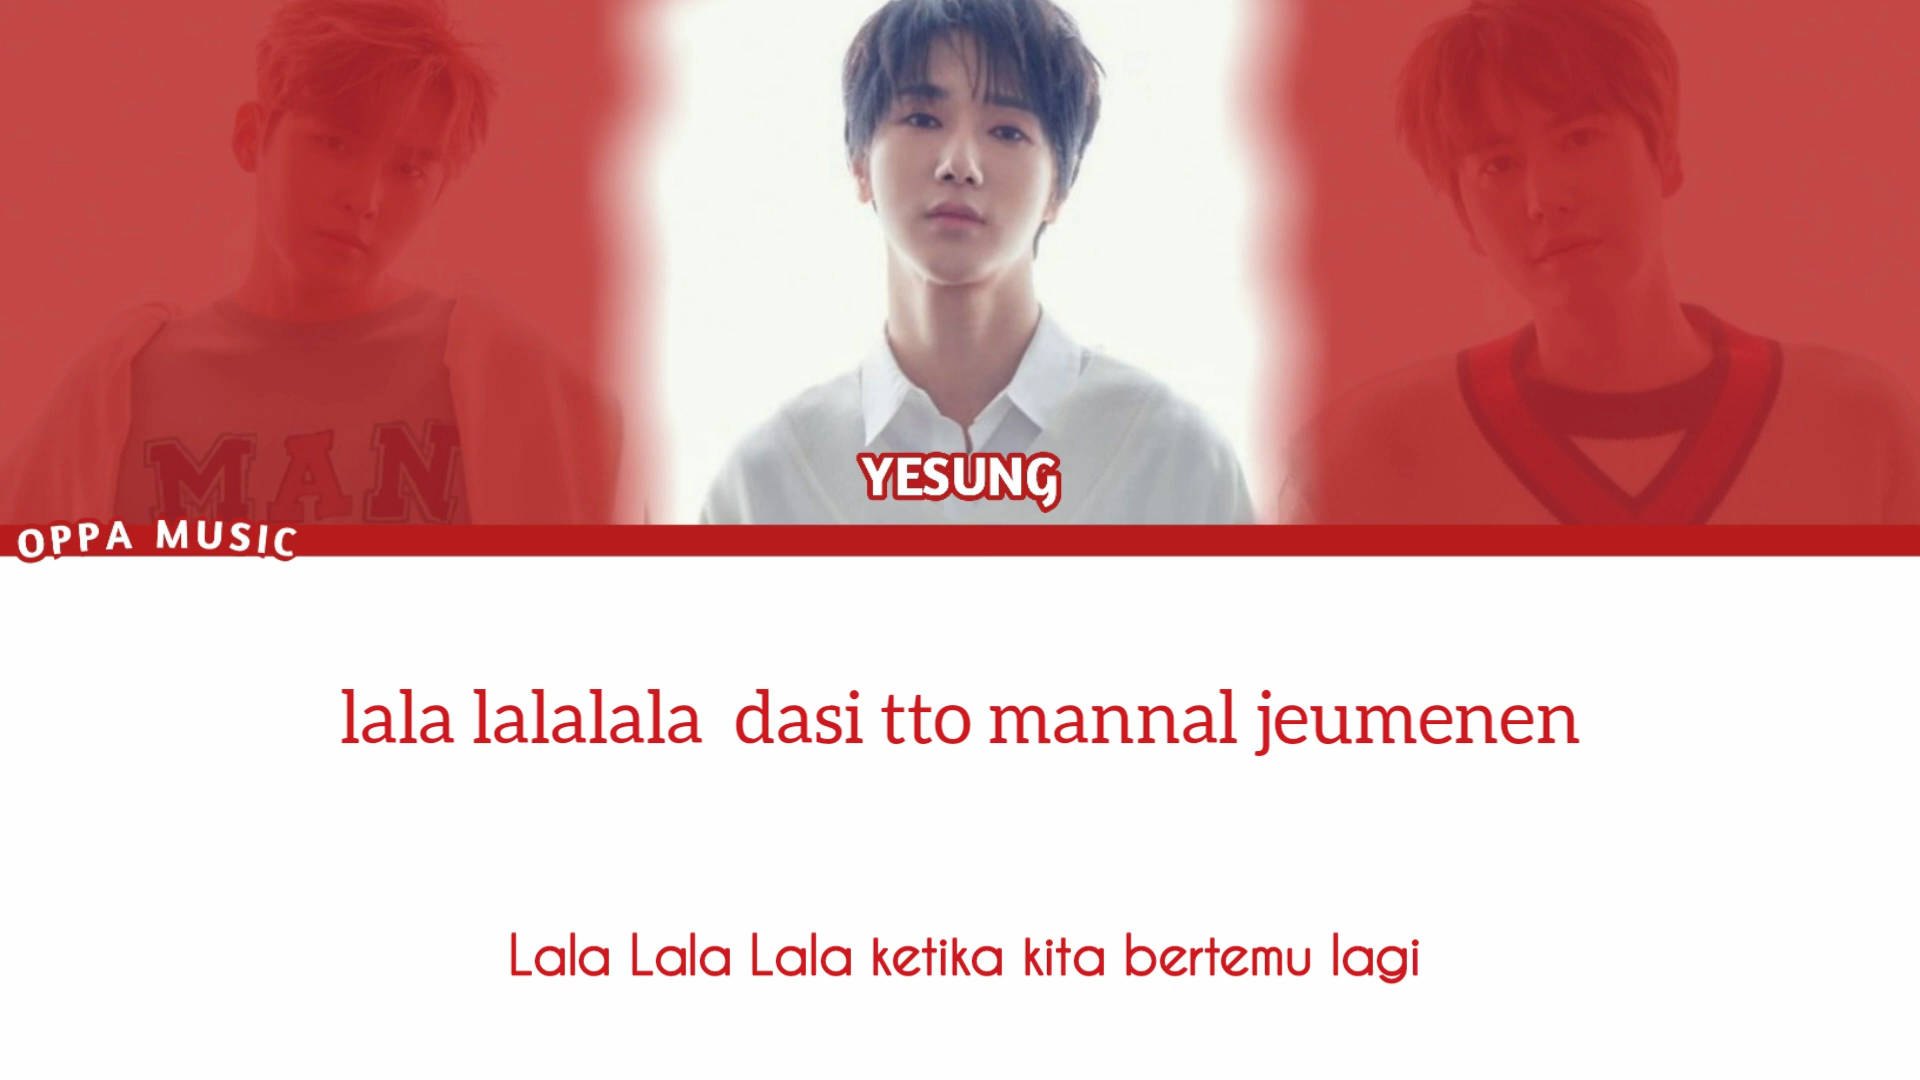 MAN
YESUNG
OPPA MUSIC
lala lalalala dasi tto mannal jeumenen
Lala Lala Lala ketika kita bertemu lagi